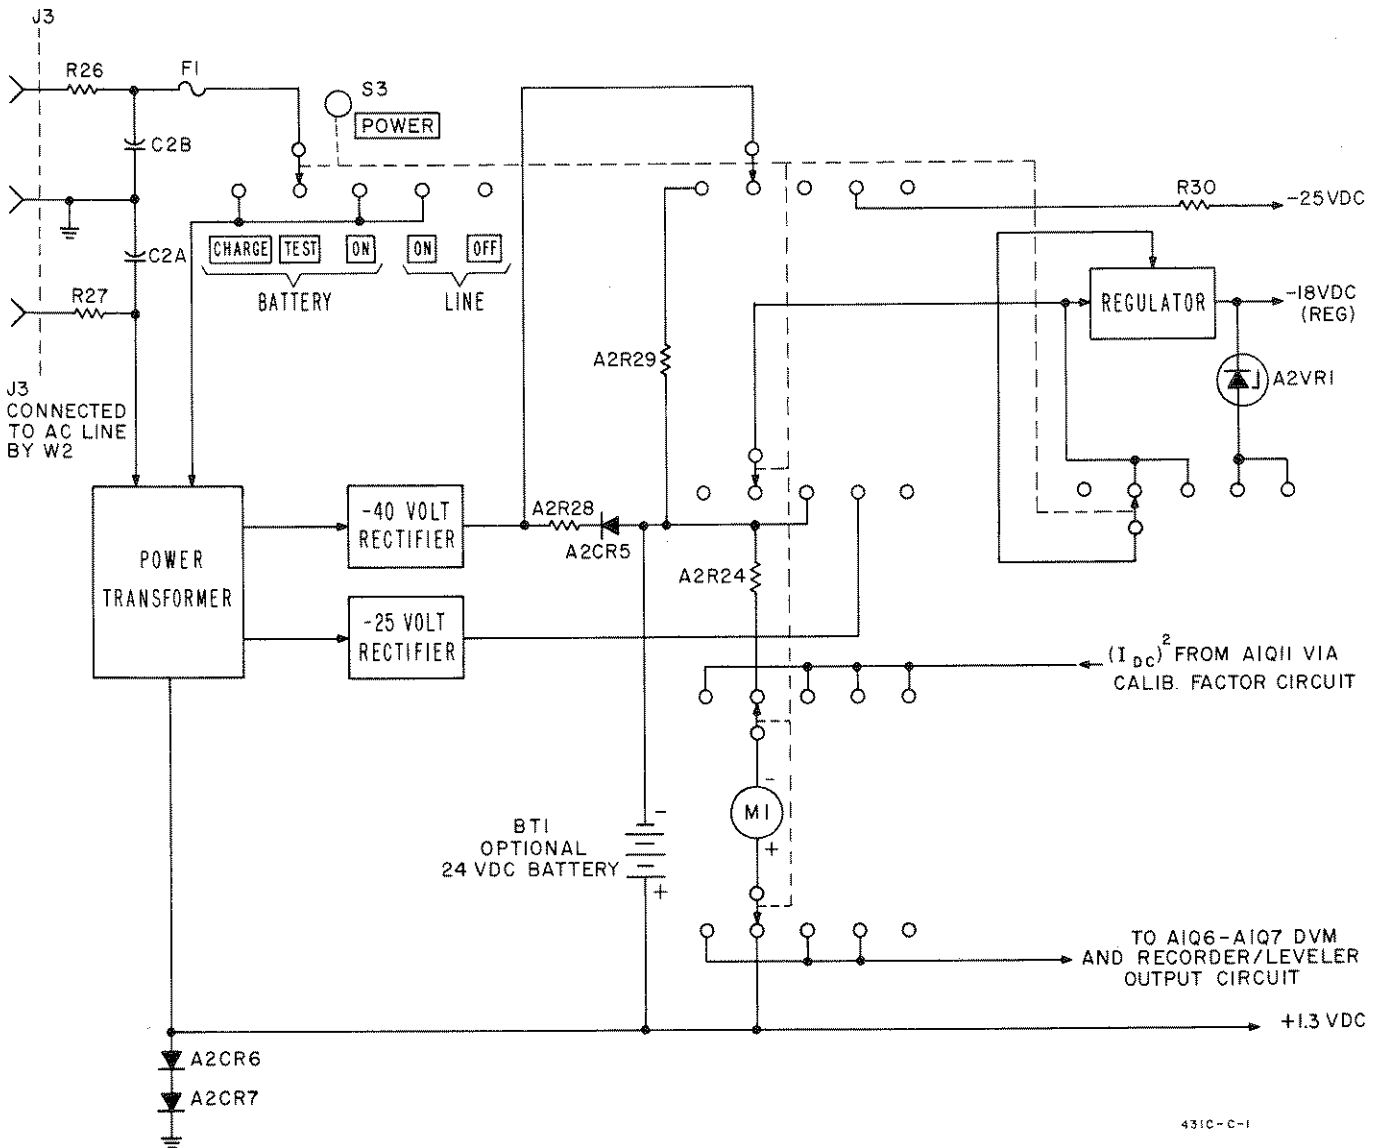 J3
R26
F1
S3
POWER
C2B
C2A
R27
CHARGE
TEST
ON
ON
OFF
BATTERY
LINE
J3
CONNECTED
TO AC LINE
BY W2
R30
-25VDC
REGULATOR
-18VDC
(REG)
A2VR1
A2R29
POWER
TRANSFORMER
-40 VOLT
RECTIFIER
A2R28
A2CR5
A2R24
-25 VOLT
RECTIFIER
(I DC)² FROM A1Q11 VIA
CALIB. FACTOR CIRCUIT
-
M1
+
BT1
OPTIONAL
24 VDC BATTERY
-
+
TO A1Q6-A1Q7 DVM
AND RECORDER/LEVELER
OUTPUT CIRCUIT
+1.3 VDC
A2CR6
A2CR7
431C-C-1